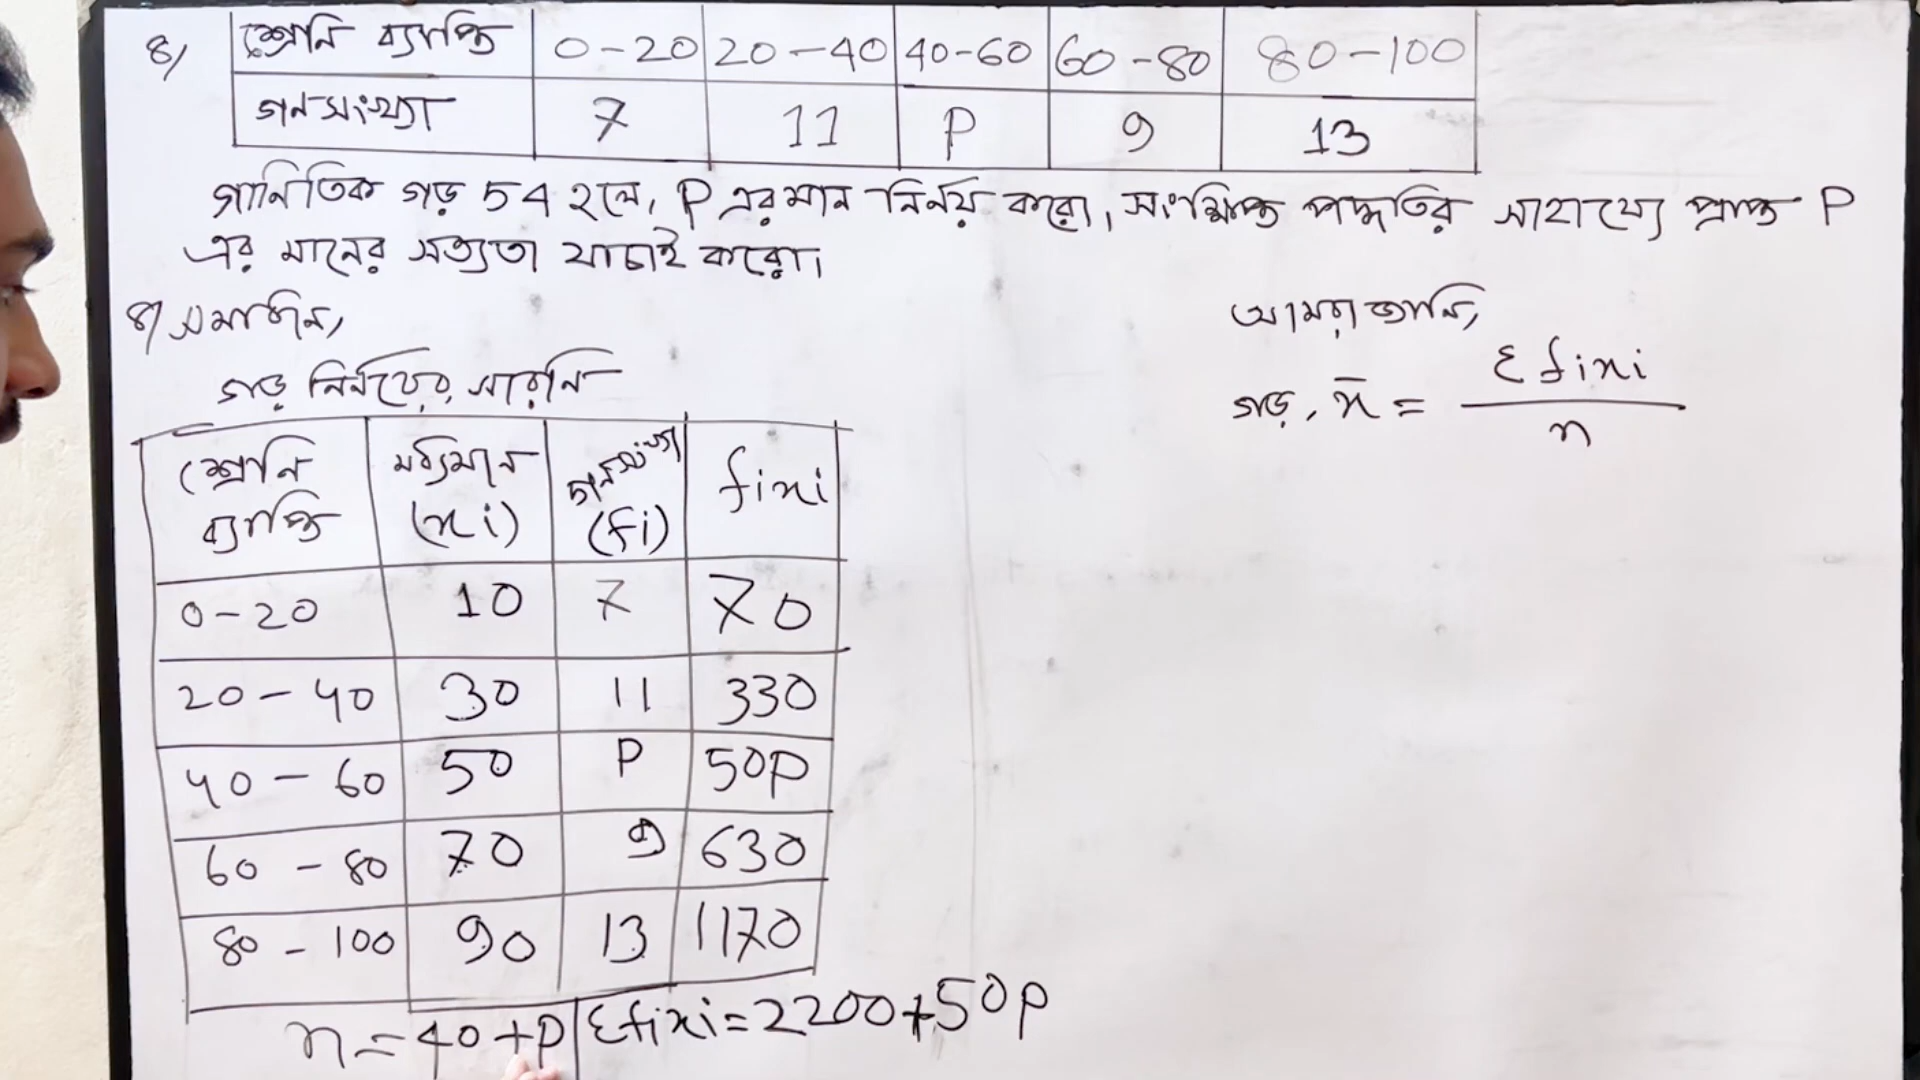 ৪) শ্রেনি ব্যাপ্তি 0-20 20-40 40-60 60-80 80-100
গনসংখ্যা 7 11 P 9 13
গানিতিক গড় 54 হলে, P এর মান নির্নয় করো, সংক্ষিপ্ত পদ্ধতির সাহায্যে প্রাপ্ত P
এর মানের সত্যতা যাচাই করো।
৪) সমাধান,
গড় নির্নয়ের সারনি
শ্রেনি ব্যাপ্তি মধ্যমান (xi) গনসংখ্যা (fi) fixi
0-20 10 7 70
20-40 30 11 330
40-60 50 P 50P
60-80 70 9 630
80-100 90 13 1170
n=40+P Σfixi=2200+50P
আমরা জানি,
গড়, x̄ = Σfixi / n